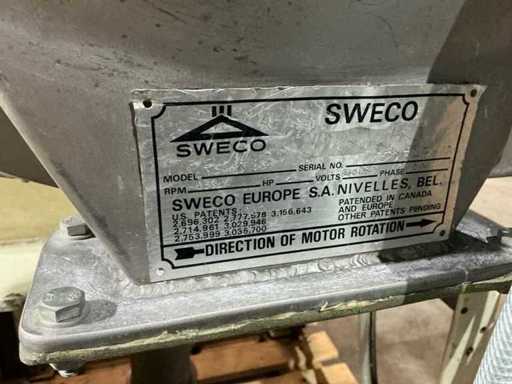 SWECO
SWECO
MODEL SERIAL NO.
RPM HP VOLTS PHASE
SWECO EUROPE S.A. NIVELLES, BEL.
U.S. PATENTS: PATENTED IN CANADA
2.696.302 2.777.578 3.156.643 AND EUROPE
2.714.961 3.029.946 OTHER PATENTS PENDING
2.753.999 3.035.700
DIRECTION OF MOTOR ROTATION